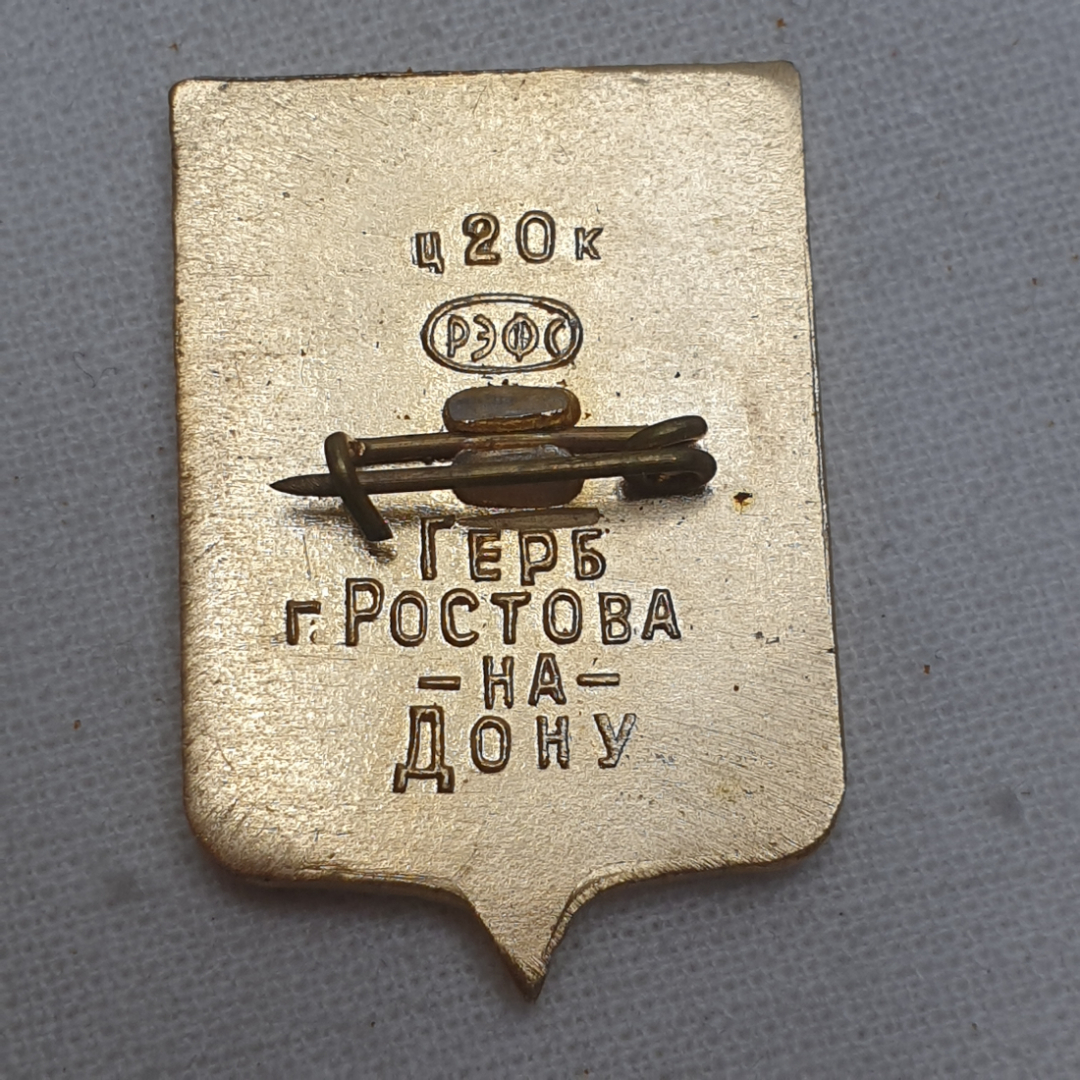 ц 20 к
РЭФС
ГЕРБ
г. РОСТОВА
-НА-
ДОНУ